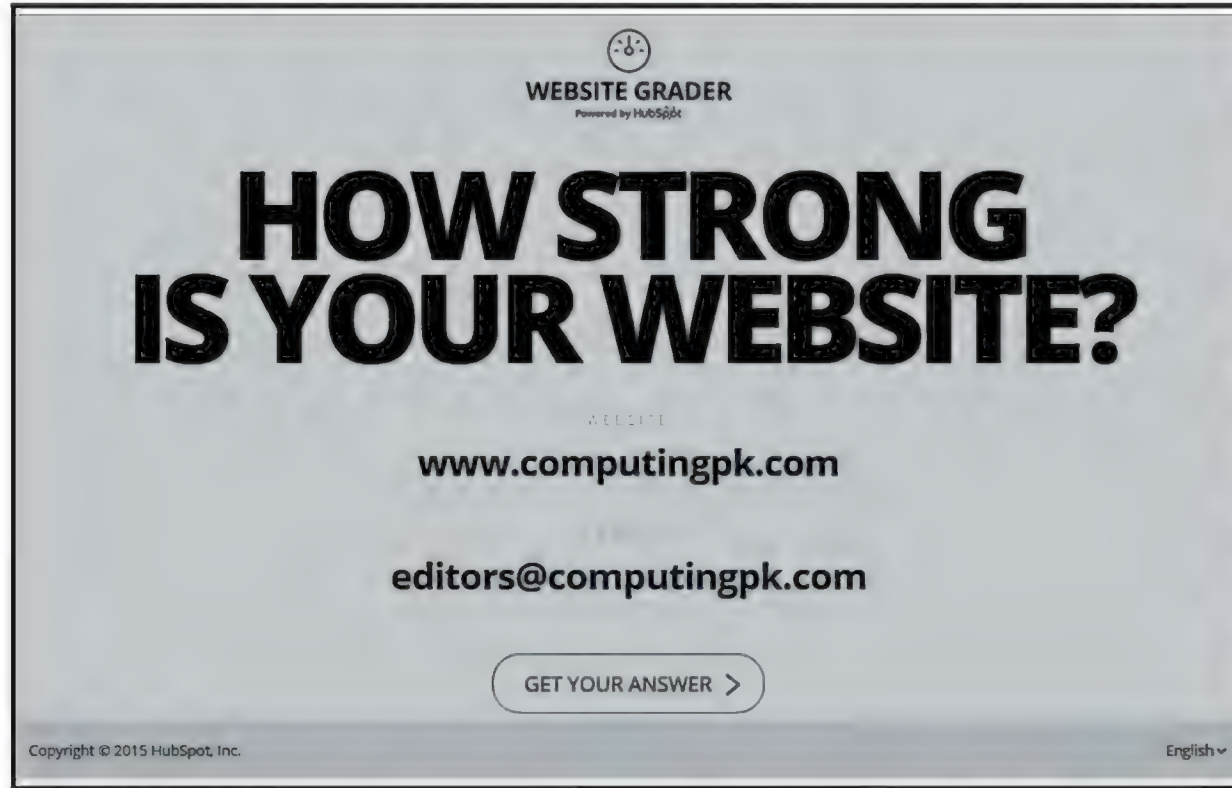 WEBSITE GRADER
Powered by HubSpot
HOW STRONG
IS YOUR WEBSITE?
WEBSITE
www.computingpk.com
editors@computingpk.com
GET YOUR ANSWER >
Copyright © 2015 HubSpot, Inc.
English